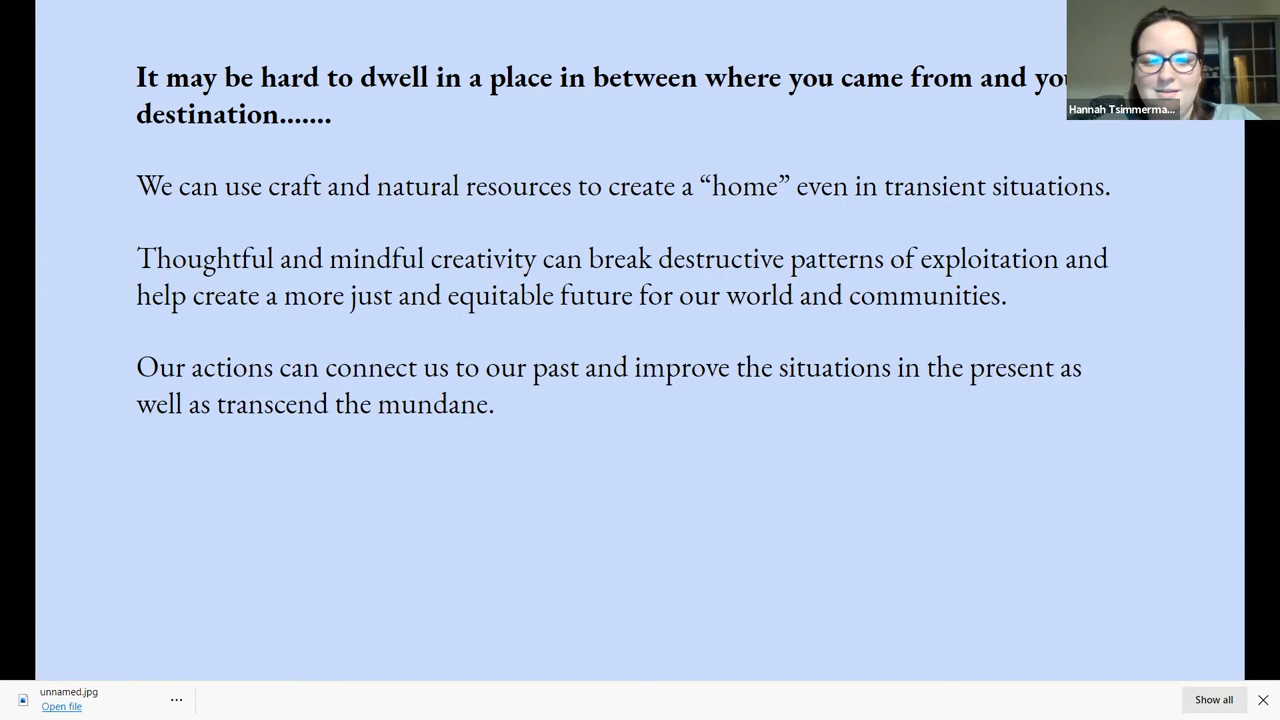 It may be hard to dwell in a place in between where you came from and
destination.......
We can use craft and natural resources to create a “home” even in transient situations.
Thoughtful and mindful creativity can break destructive patterns of exploitation and
help create a more just and equitable future for our world and communities.
Our actions can connect us to our past and improve the situations in the present as
well as transcend the mundane.
Hannah Tsimmerma...
unnamed.jpg
Open file
Show all